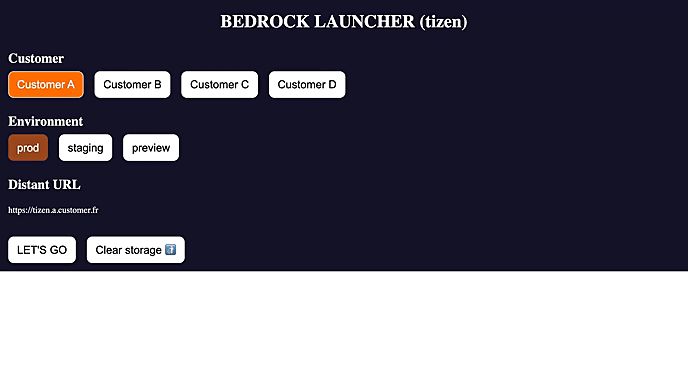 BEDROCK LAUNCHER (tizen)
Customer
Customer A Customer B Customer C Customer D
Environment
prod staging preview
Distant URL
https://tizen.a.customer.fr
LET'S GO Clear storage